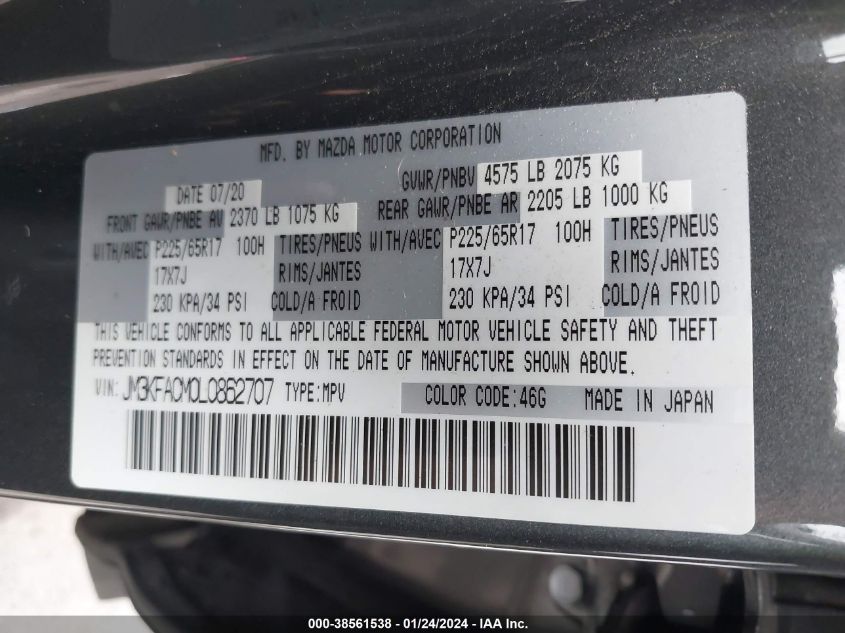 MFD. BY MAZDA MOTOR CORPORATION
DATE 07/20 GVWR/PNBV 4575 LB 2075 KG
FRONT GAWR/PNBE AV 2370 LB 1075 KG REAR GAWR/PNBE AR 2205 LB 1000 KG
WITH/AVEC P225/65R17 100H TIRES/PNEUS WITH/AVEC P225/65R17 100H TIRES/PNEUS
17X7J RIMS/JANTES 17X7J RIMS/JANTES
230 KPA/34 PSI COLD/A FROID 230 KPA/34 PSI COLD/A FROID
THIS VEHICLE CONFORMS TO ALL APPLICABLE FEDERAL MOTOR VEHICLE SAFETY AND THEFT
PREVENTION STANDARDS IN EFFECT ON THE DATE OF MANUFACTURE SHOWN ABOVE.
VIN: JM3KFACM0L0862707 TYPE:MPV COLOR CODE:46G MADE IN JAPAN
000-38561538 - 01/24/2024 - IAA Inc.